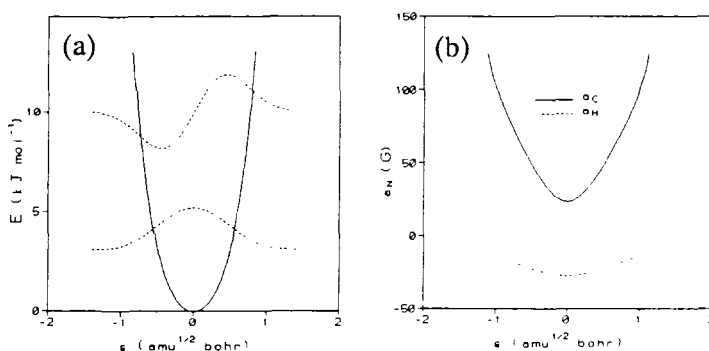 (a)
E (kJ mol⁻¹)
10
5
0
-2 -1 0 1 2
s (amu^1/2 bohr)
(b)
a_N (G)
150
100
50
0
-50
a_C
a_H
-2 -1 0 1 2
s (amu^1/2 bohr)